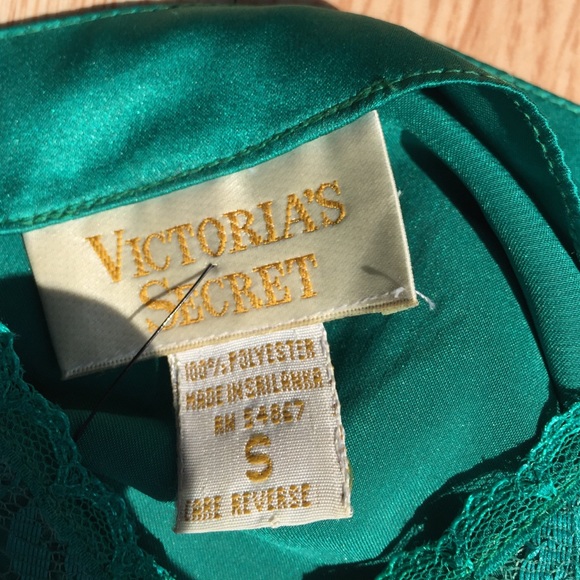 VICTORIA'S
SECRET
100% POLYESTER
MADE IN SRI LANKA
RN 54867
S
CARE REVERSE